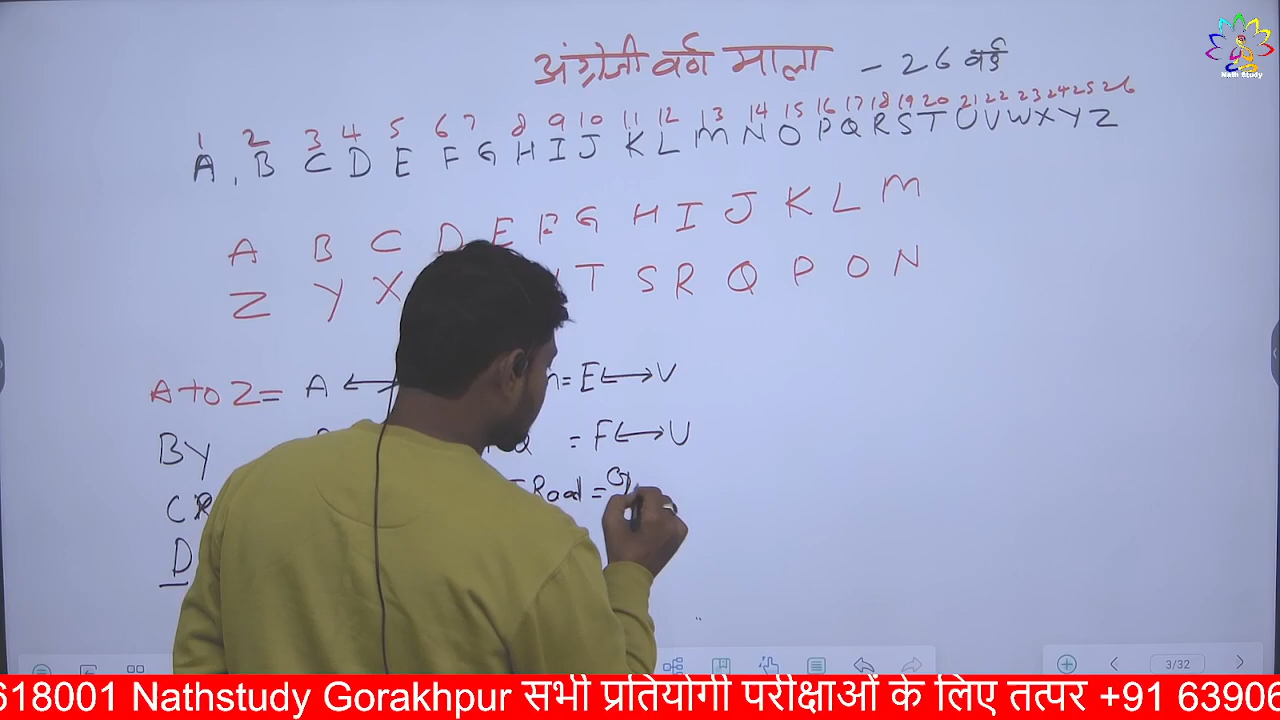 अंग्रेजी वर्ण माला - 26 वर्ण
Nath Study
1 2 3 4 5 6 7 8 9 10 11 12 13 14 15 16 17 18 19 20 21 22 23 24 25 26
A, B C D E F G H I J K L M N O P Q R S T U V W X Y Z
A B C D E F G H I J K L M
Z Y X T S R Q P O N
A to Z = A ⟷ = E ⟷ V
BY = F ⟷ U
C = Road =
D
3/32
618001 Nathstudy Gorakhpur सभी प्रतियोगी परीक्षाओं के लिए तत्पर +91 63906